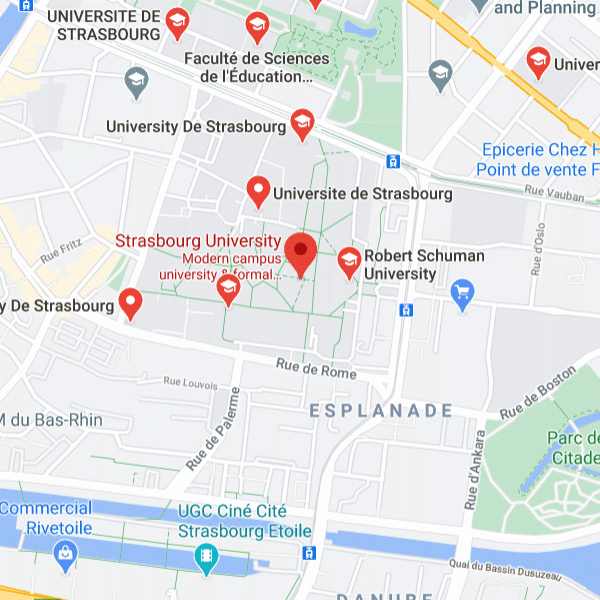 UNIVERSITE DE
STRASBOURG
and Planning
Faculté de Sciences
de l'Éducation...
Univer
University De Strasbourg
Epicerie Chez H
Point de vente F
Rue Vauban
Universite de Strasbourg
Rue d'Oslo
Rue Fritz
Strasbourg University
Modern campus
university & formal...
Robert Schuman
University
y De Strasbourg
Rue de Rome
Rue Louvois
Rue de Boston
ESPLANADE
M du Bas-Rhin
Rue de Palerme
Rue d'Ankara
Parc de
Citade
Commercial
Rivetoile
UGC Ciné Cité
Strasbourg Etoile
Quai du Bassin Dusuzeau
DANUBE